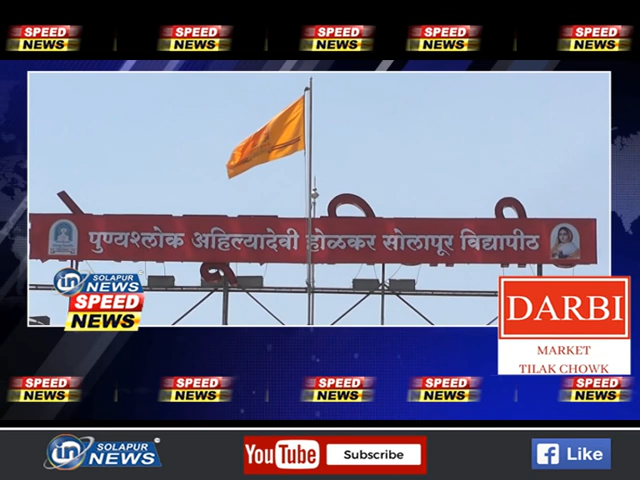 SPEED NEWS SPEED NEWS SPEED NEWS SPEED NEWS SPEED NEWS
पुण्यश्लोक अहिल्यादेवी होळकर सोलापूर विद्यापीठ
in SOLAPUR NEWS
SPEED NEWS
DARBI
MARKET
TILAK CHOWK
SPEED NEWS SPEED NEWS SPEED NEWS SPEED NEWS SPEED NEWS
in SOLAPUR NEWS
YouTube Subscribe
f Like